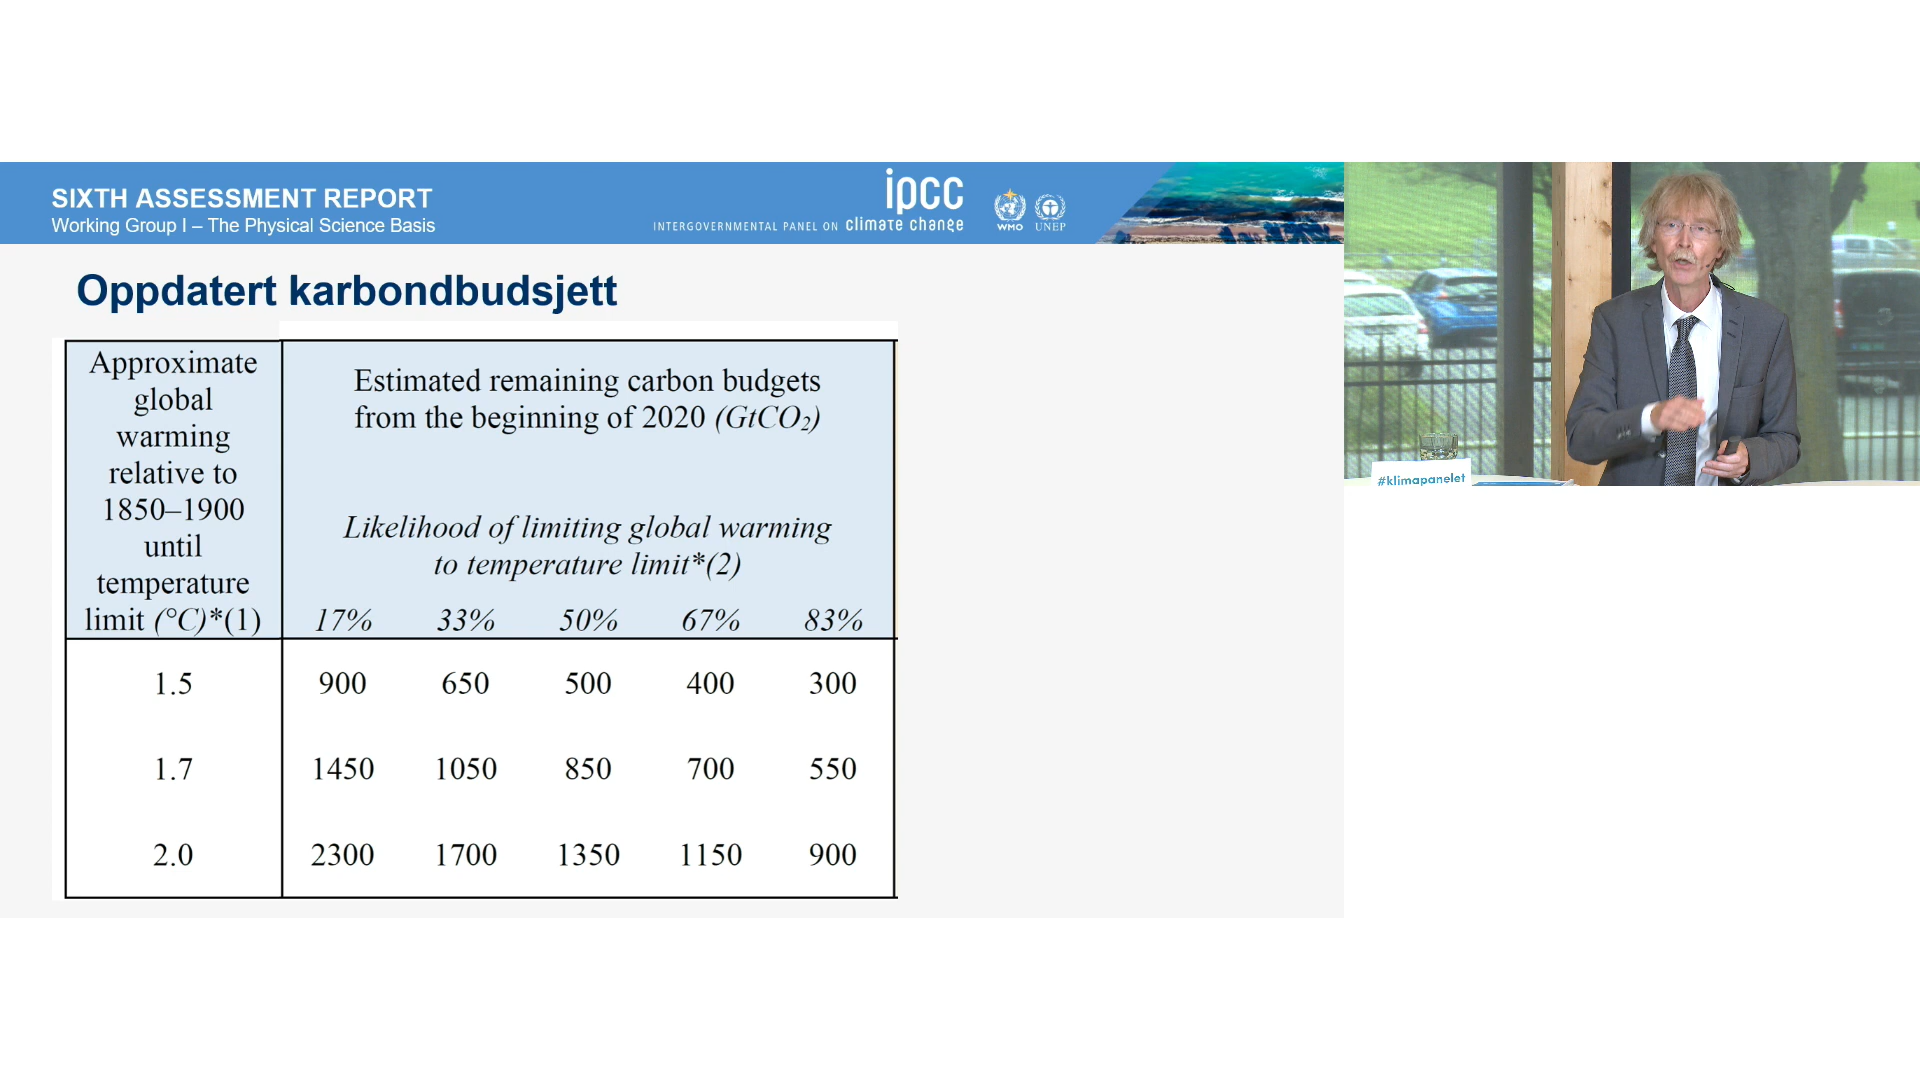 SIXTH ASSESSMENT REPORT
Working Group I – The Physical Science Basis
ipcc
INTERGOVERNMENTAL PANEL ON climate change
WMO
UNEP
Oppdatert karbondbudsjett
Approximate
global
warming
relative to
1850–1900
until
temperature
limit (°C)*(1)
Estimated remaining carbon budgets
from the beginning of 2020 (GtCO₂)
Likelihood of limiting global warming
to temperature limit*(2)
17% 33% 50% 67% 83%
1.5 900 650 500 400 300
1.7 1450 1050 850 700 550
2.0 2300 1700 1350 1150 900
#klimapanelet